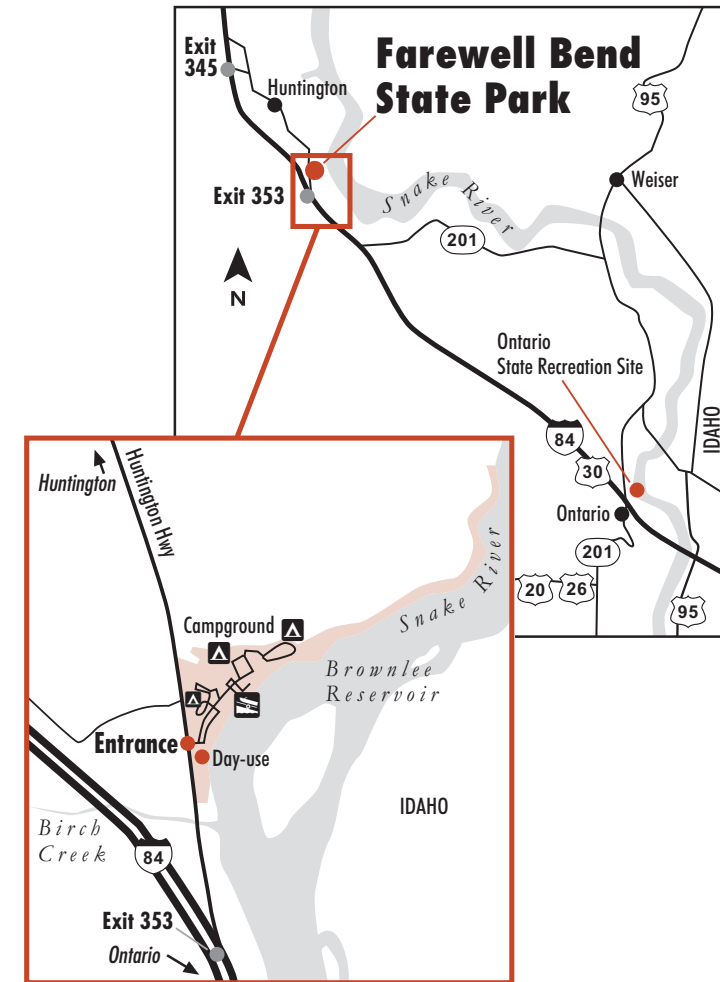 Farewell Bend
State Park
Exit
345
Huntington
95
Weiser
Exit 353
Snake River
201
N
Ontario
State Recreation Site
IDAHO
84
30
Ontario
201
20
26
95
Huntington
Huntington Hwy
Snake River
Campground
Brownlee
Reservoir
Entrance
Day-use
IDAHO
Birch
Creek
84
Exit 353
Ontario